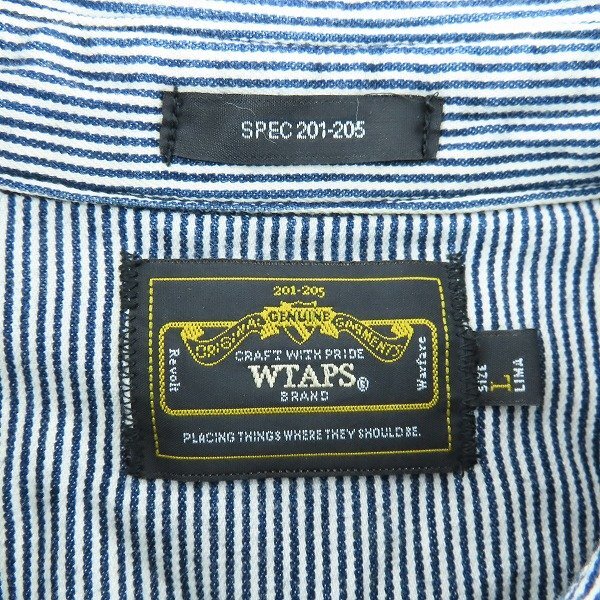 SPEC 201-205
201-205
ORIGINAL GENUINE GARMENTS
CRAFT WITH PRIDE
Revolt
WTAPS®
Warfare
BRAND
PLACING THINGS WHERE THEY SHOULD BE.
SIZE
L
LIMA